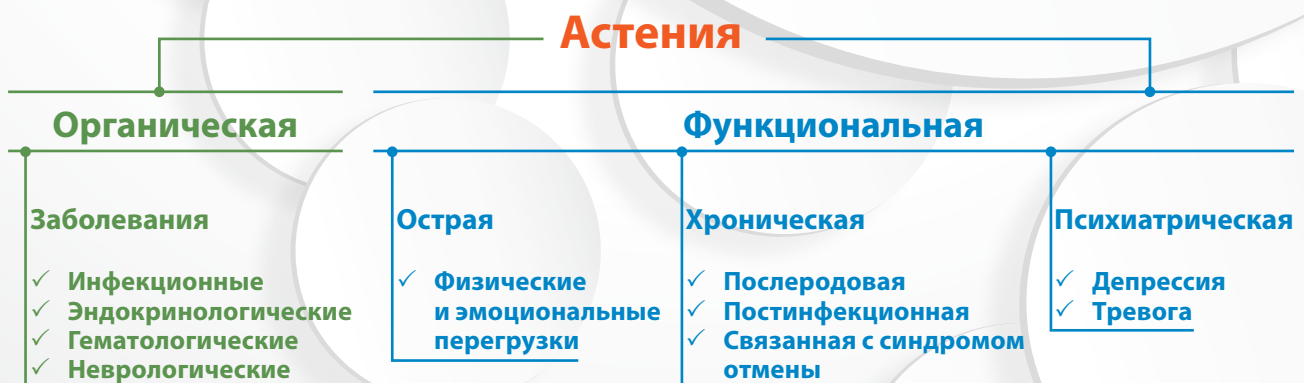 Астения
Органическая
Функциональная
Заболевания
✓ Инфекционные
✓ Эндокринологические
✓ Гематологические
✓ Неврологические
Острая
✓ Физические
и эмоциональные
перегрузки
Хроническая
✓ Послеродовая
✓ Постинфекционная
✓ Связанная с синдромом
отмены
Психиатрическая
✓ Депрессия
✓ Тревога